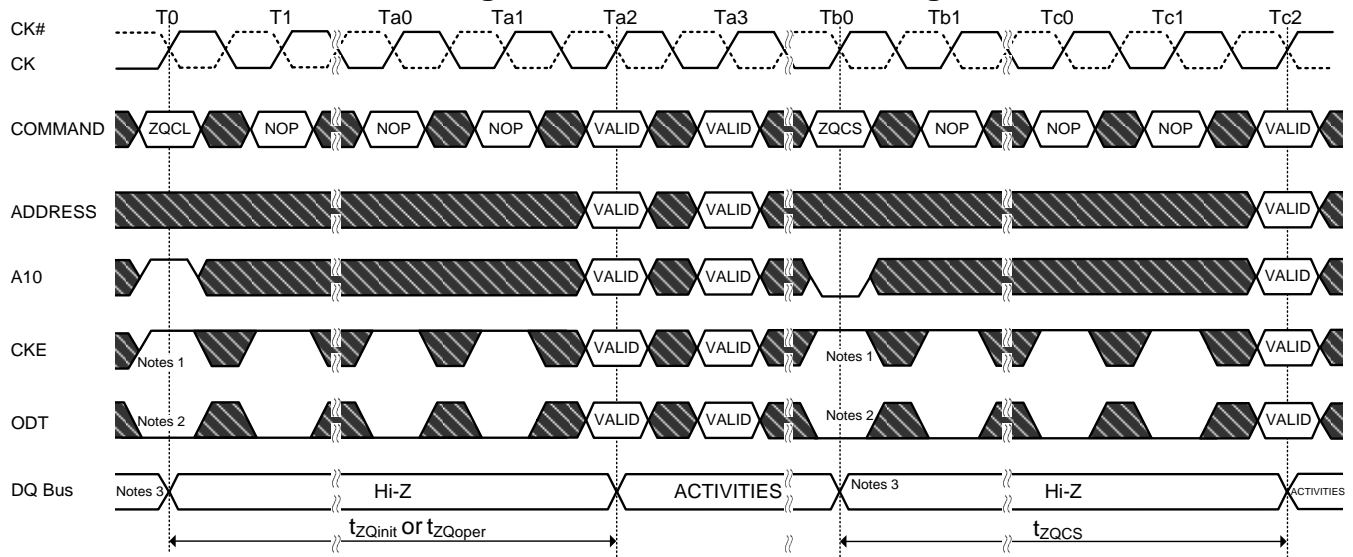 T0 T1 Ta0 Ta1 Ta2 Ta3 Tb0 Tb1 Tc0 Tc1 Tc2
CK#
CK
COMMAND ZQCL NOP NOP NOP VALID VALID ZQCS NOP NOP NOP VALID
ADDRESS VALID VALID VALID
A10 VALID VALID VALID
CKE Notes 1 VALID VALID Notes 1 VALID
ODT Notes 2 VALID VALID Notes 2 VALID
DQ Bus Notes 3 Hi-Z ACTIVITIES Notes 3 Hi-Z ACTIVITIES
tZQinit or tZQoper tZQCS